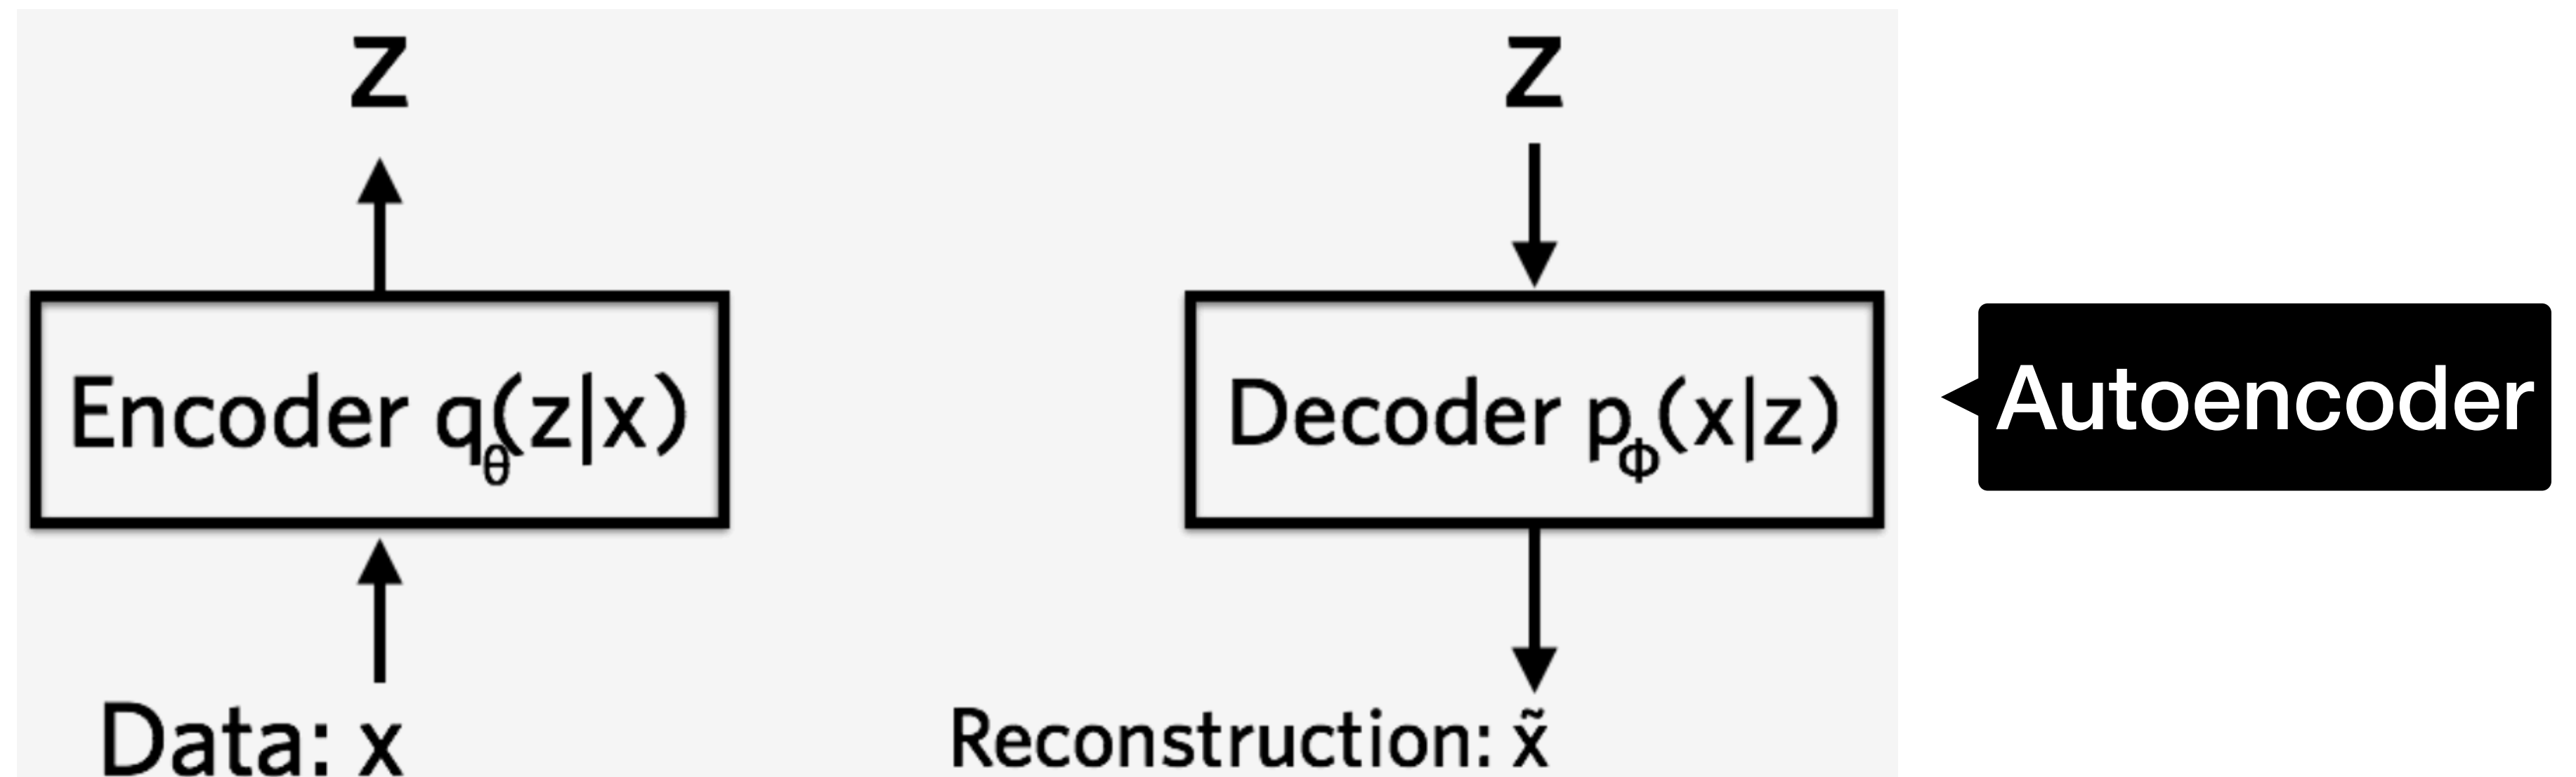 z
z
Encoder qθ(z|x)
Decoder pϕ(x|z)
Autoencoder
Data: x
Reconstruction: x̃